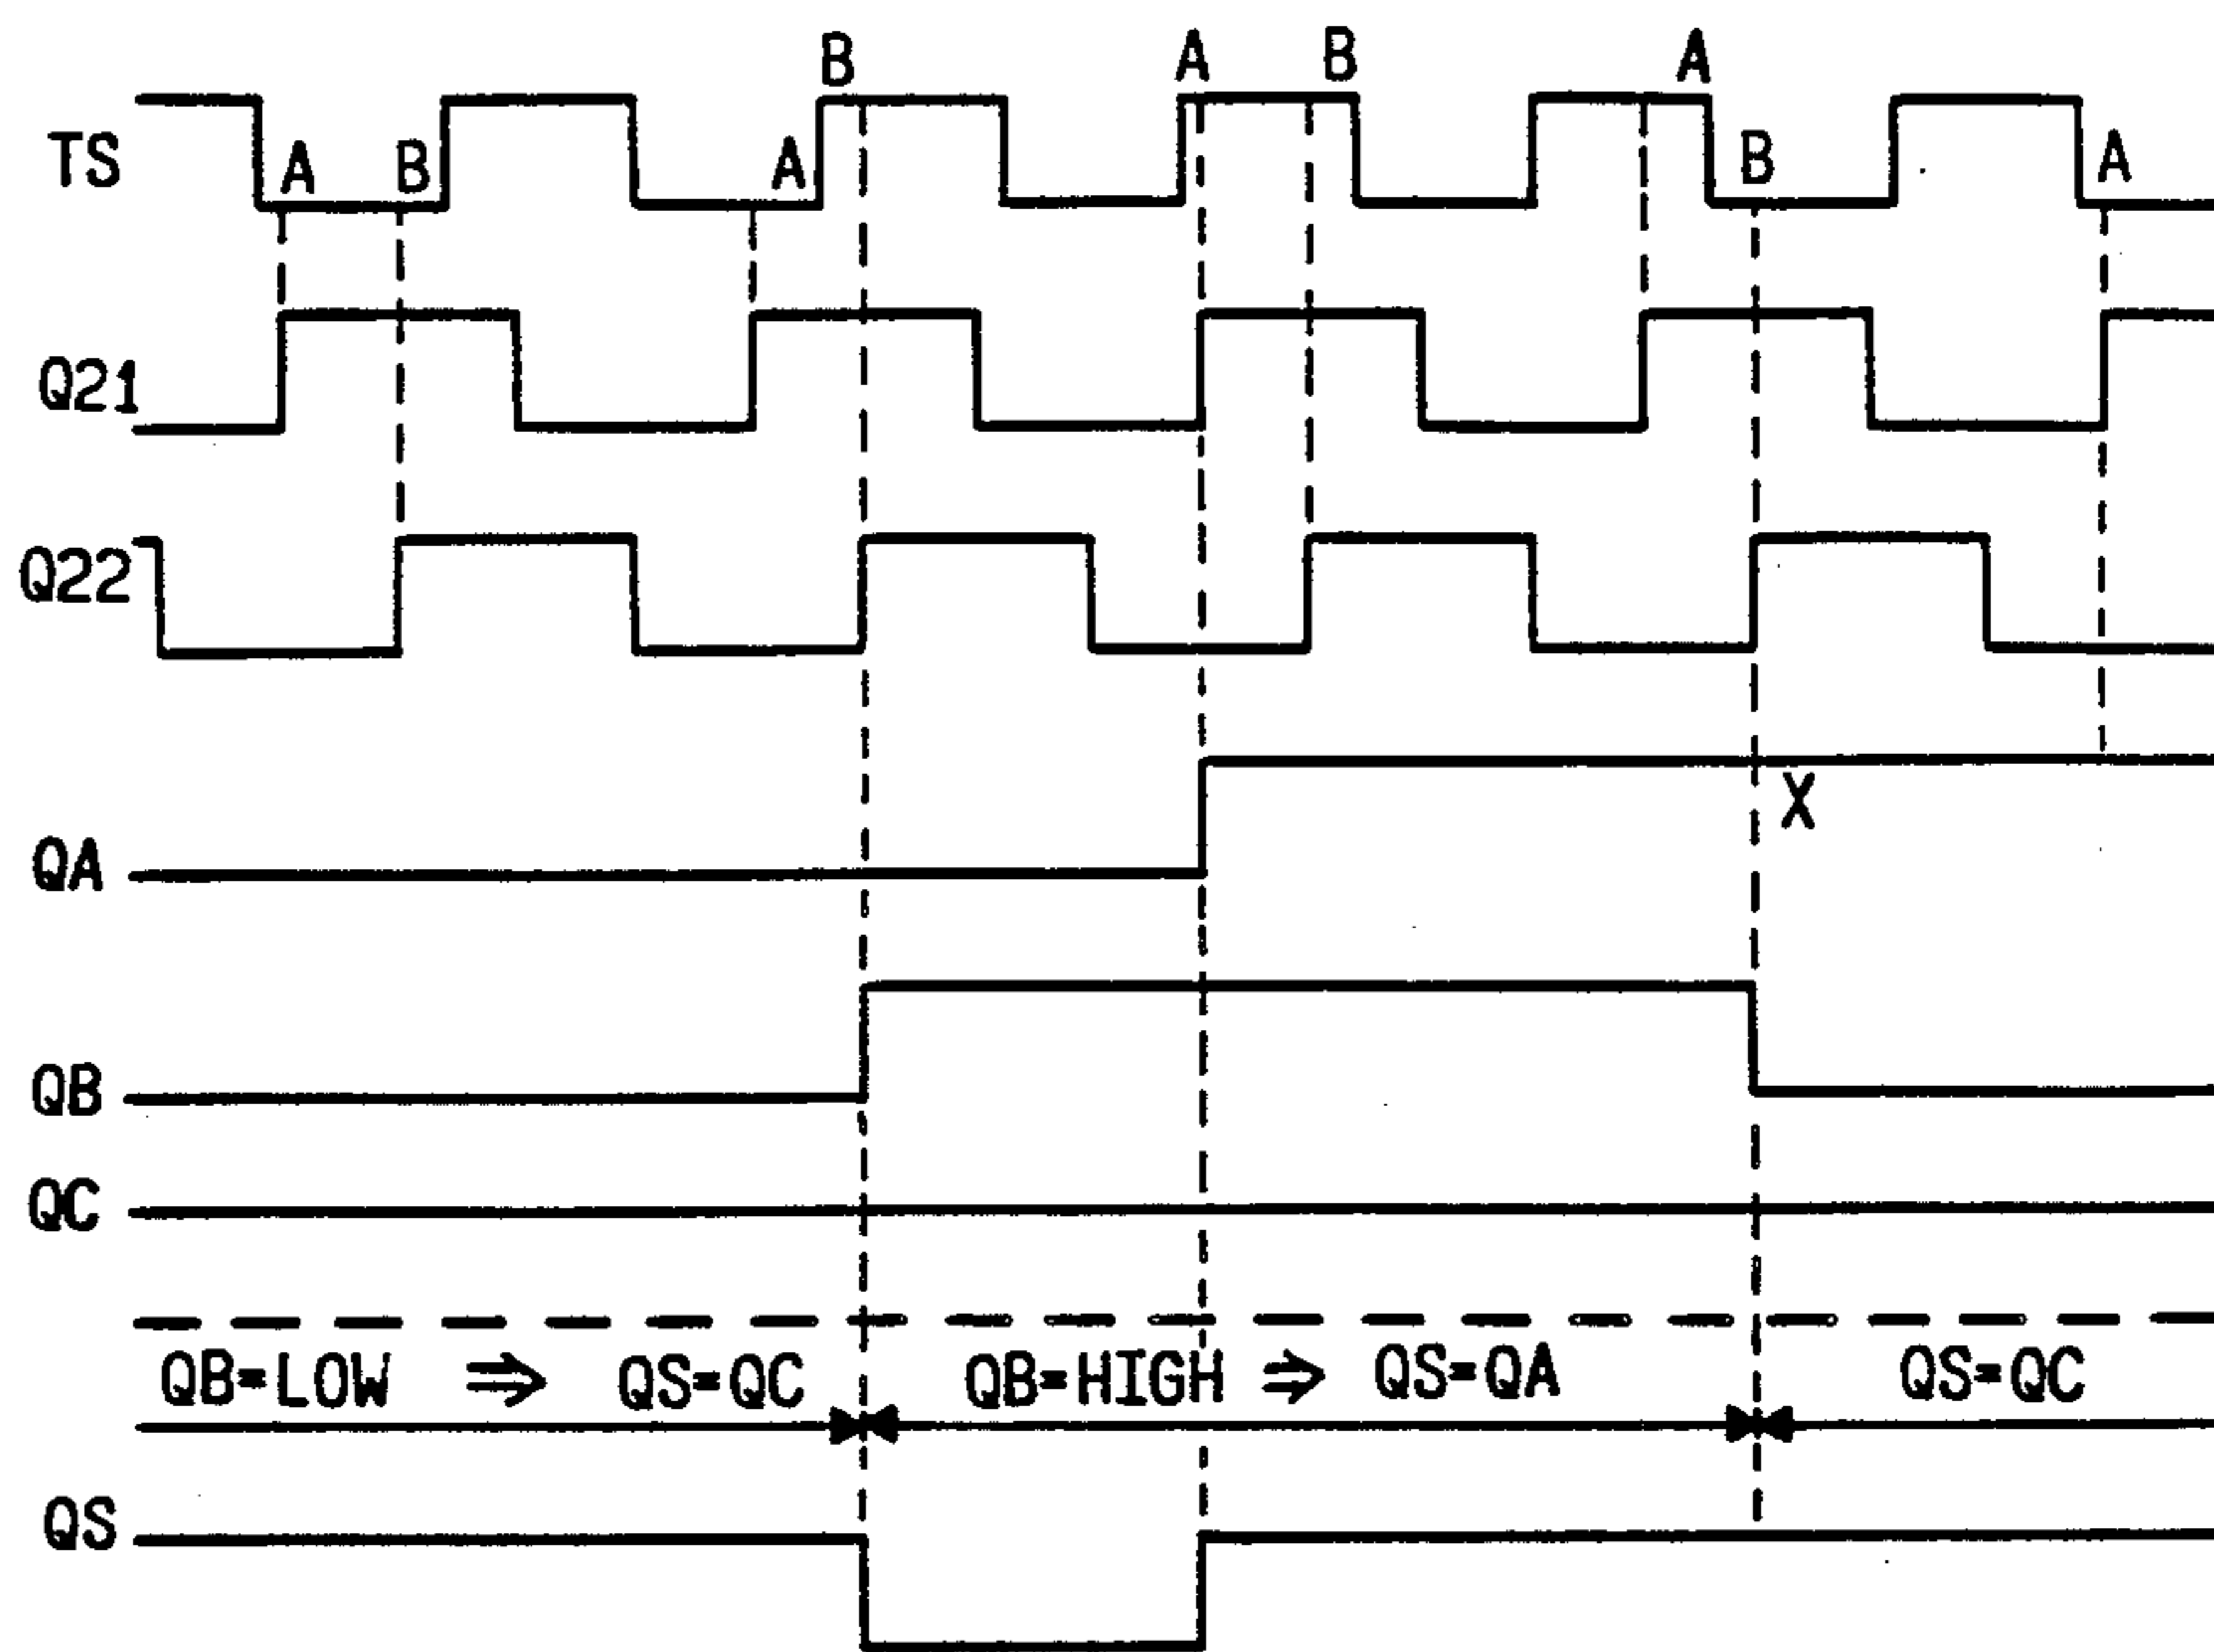 B A B A
TS A B A B A
Q21
Q22
X
QA
QB
QC
QB=LOW ⇒ QS=QC QB=HIGH ⇒ QS=QA QS=QC
QS